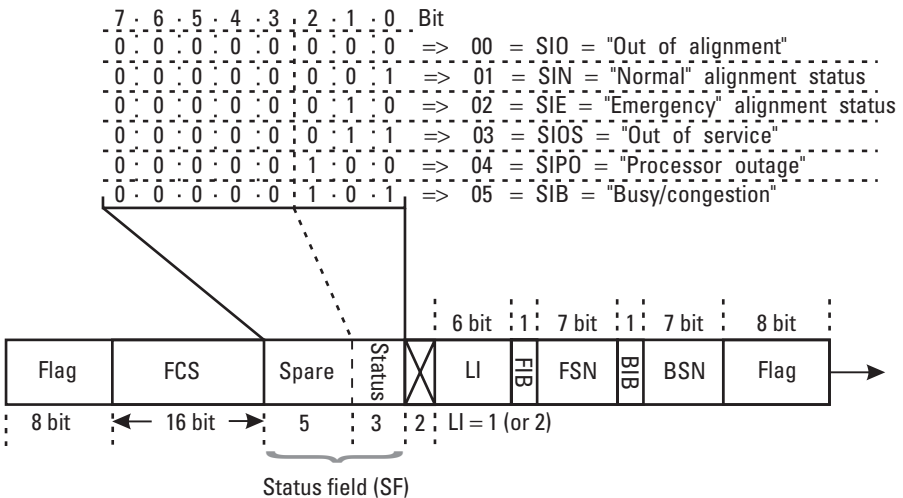 7 · 6 · 5 · 4 · 3 · 2 · 1 · 0 Bit
0 · 0 · 0 · 0 · 0 0 · 0 · 0 => 00 = SIO = "Out of alignment"
0 · 0 · 0 · 0 · 0 0 · 0 · 1 => 01 = SIN = "Normal" alignment status
0 · 0 · 0 · 0 · 0 0 · 1 · 0 => 02 = SIE = "Emergency" alignment status
0 · 0 · 0 · 0 · 0 0 · 1 · 1 => 03 = SIOS = "Out of service"
0 · 0 · 0 · 0 · 0 1 · 0 · 0 => 04 = SIPO = "Processor outage"
0 · 0 · 0 · 0 · 0 1 · 0 · 1 => 05 = SIB = "Busy/congestion"
6 bit 1 7 bit 1 7 bit 8 bit
Flag FCS Spare Status LI FIB FSN BIB BSN Flag
8 bit 16 bit 5 3 2 LI = 1 (or 2)
Status field (SF)